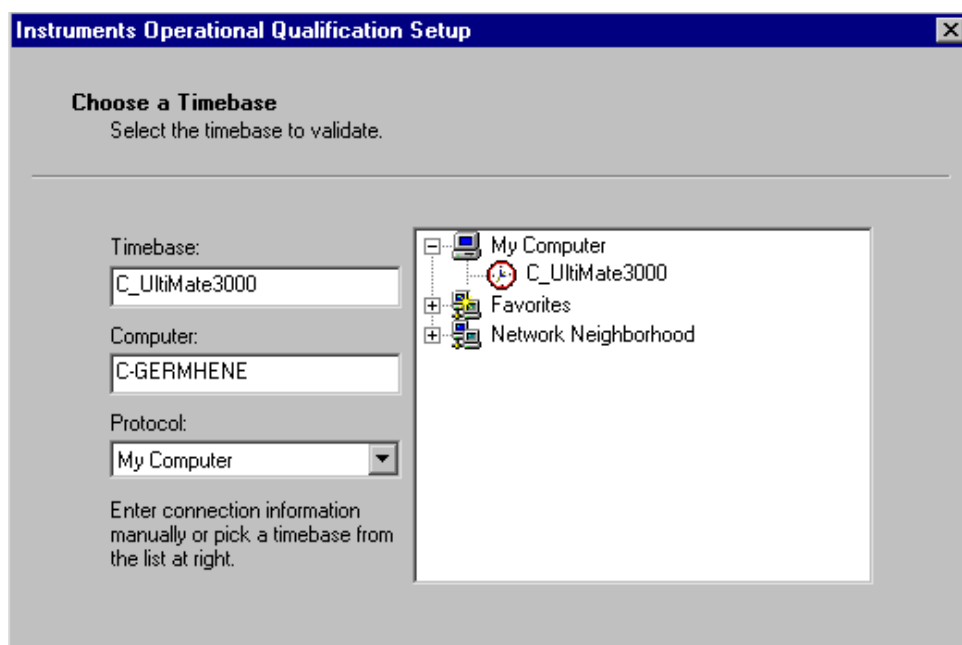 Instruments Operational Qualification Setup
Choose a Timebase
Select the timebase to validate.
Timebase:
C_UltiMate3000
Computer:
C-GERMHENE
Protocol:
My Computer
Enter connection information
manually or pick a timebase from
the list at right.
My Computer
C_UltiMate3000
Favorites
Network Neighborhood